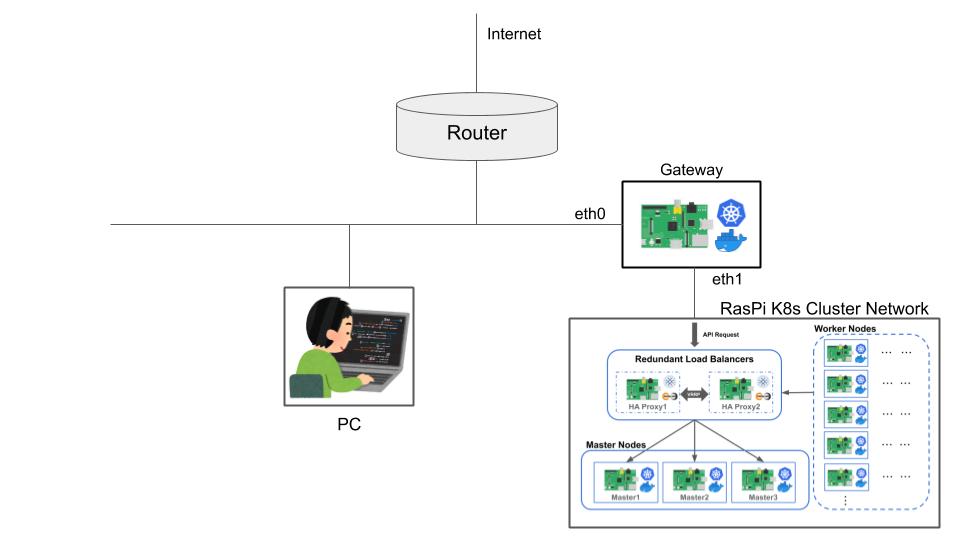 Internet
Router
Gateway
eth0
eth1
RasPi K8s Cluster Network
API Request
Worker Nodes
Redundant Load Balancers
VRRP
HA Proxy1
HA Proxy2
Master Nodes
Master1
Master2
Master3
PC